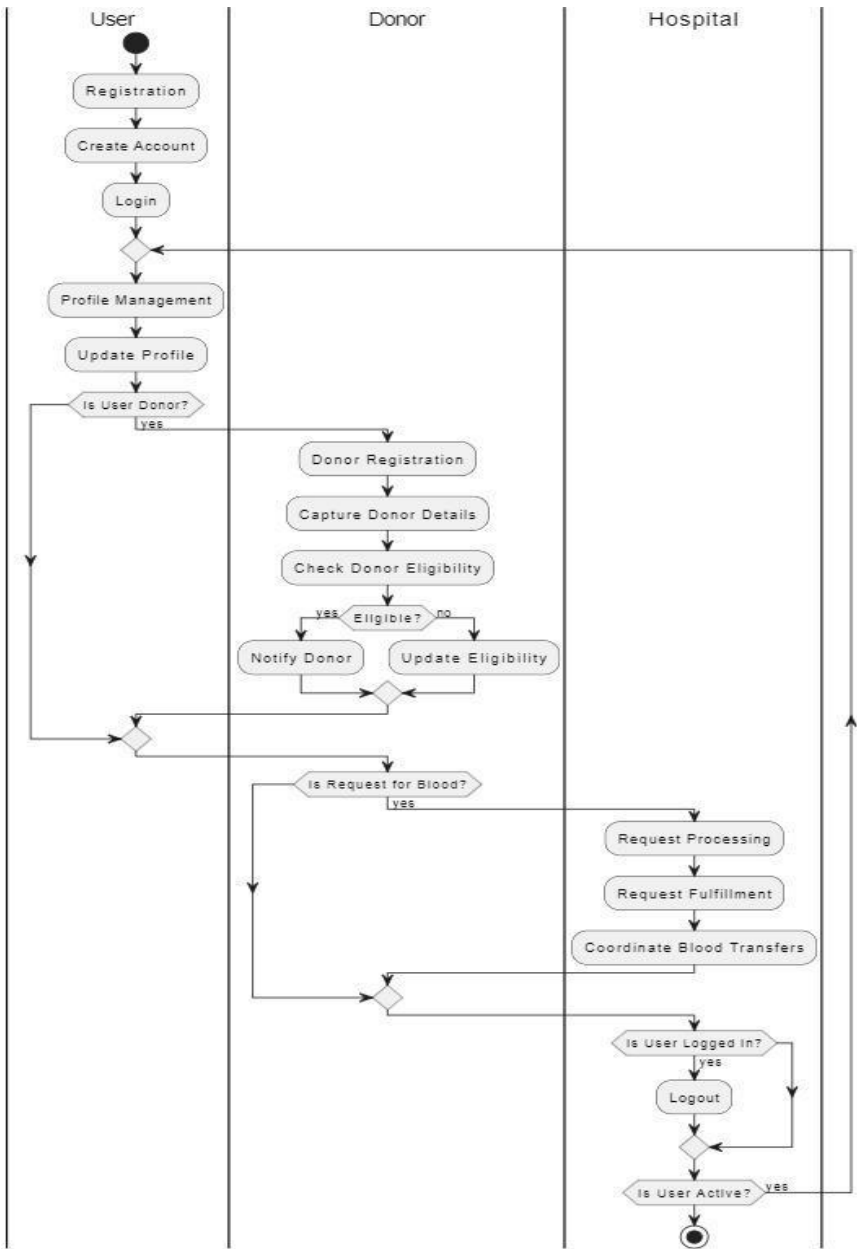 User
Donor
Hospital
Registration
Create Account
Login
Profile Management
Update Profile
Is User Donor?
yes
Donor Registration
Capture Donor Details
Check Donor Eligibility
yes
Eligible?
no
Notify Donor
Update Eligibility
Is Request for Blood?
yes
Request Processing
Request Fulfillment
Coordinate Blood Transfers
Is User Logged In?
yes
Logout
Is User Active?
yes